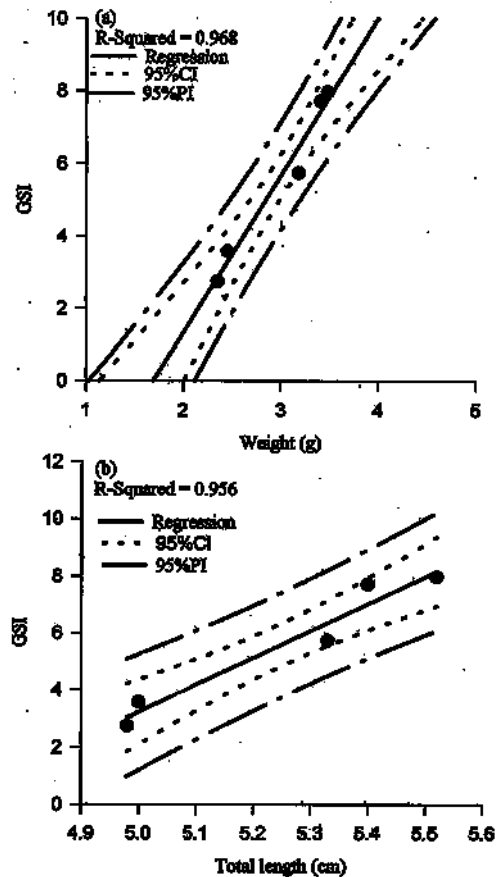 (a)
R-Squared = 0.968
Regression
95%CI
95%PI
10
8
6
4
2
0
GSI
1 2 3 4 5
Weight (g)
(b)
R-Squared = 0.956
Regression
95%CI
95%PI
12
10
8
6
4
2
0
GSI
4.9 5.0 5.1 5.2 5.3 5.4 5.5 5.6
Total length (cm)